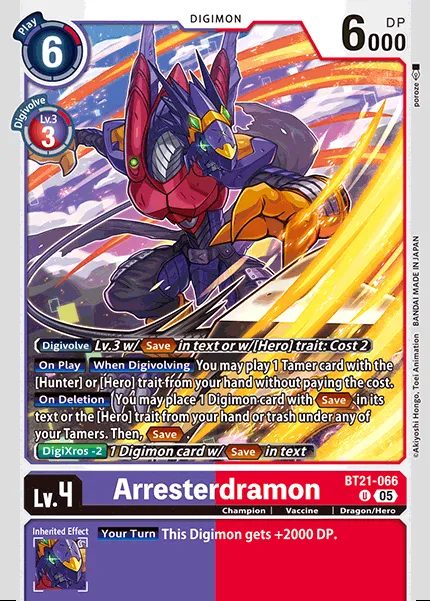 Play
6
DIGIMON
6000 DP
Digivolve
Lv.3
3
poroze
©Akiyoshi Hongo, Toei Animation BANDAI MADE IN JAPAN
Digivolve Lv.3 w/ Save in text or w/ [Hero] trait: Cost 2
On Play When Digivolving You may play 1 Tamer card with the
[Hunter] or [Hero] trait from your hand without paying the cost.
On Deletion You may place 1 Digimon card with Save in its
text or the [Hero] trait from your hand or trash under any of
your Tamers. Then, Save.
DigiXros -2 1 Digimon card w/ Save in text
Lv.4
Arresterdramon
BT21-066
U 05
Champion | Vaccine | Dragon/Hero
Inherited Effect
Your Turn This Digimon gets +2000 DP.